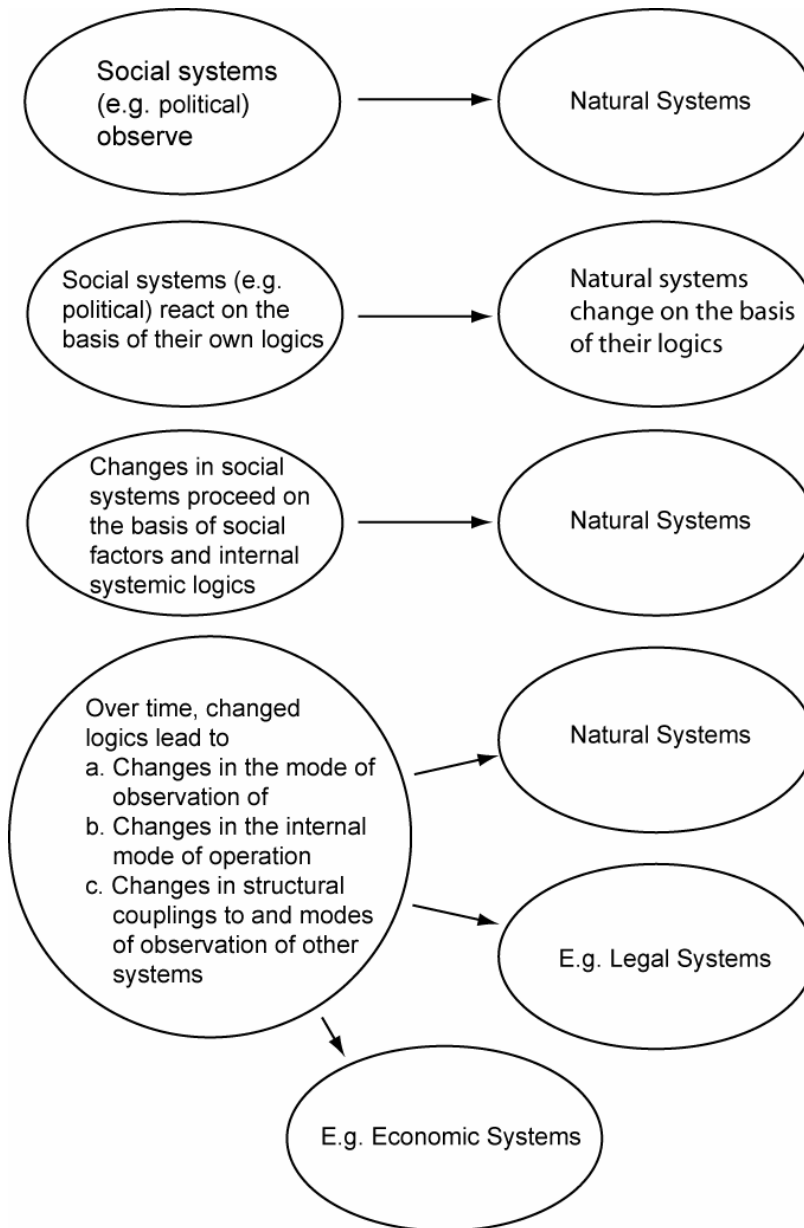 Social systems
(e.g. political)
observe
Natural Systems
Social systems (e.g.
political) react on the
basis of their own logics
Natural systems
change on the basis
of their logics
Changes in social
systems proceed on
the basis of social
factors and internal
systemic logics
Natural Systems
Over time, changed
logics lead to
a. Changes in the mode of
observation of
b. Changes in the internal
mode of operation
c. Changes in structural
couplings to and modes
of observation of other
systems
Natural Systems
E.g. Legal Systems
E.g. Economic Systems